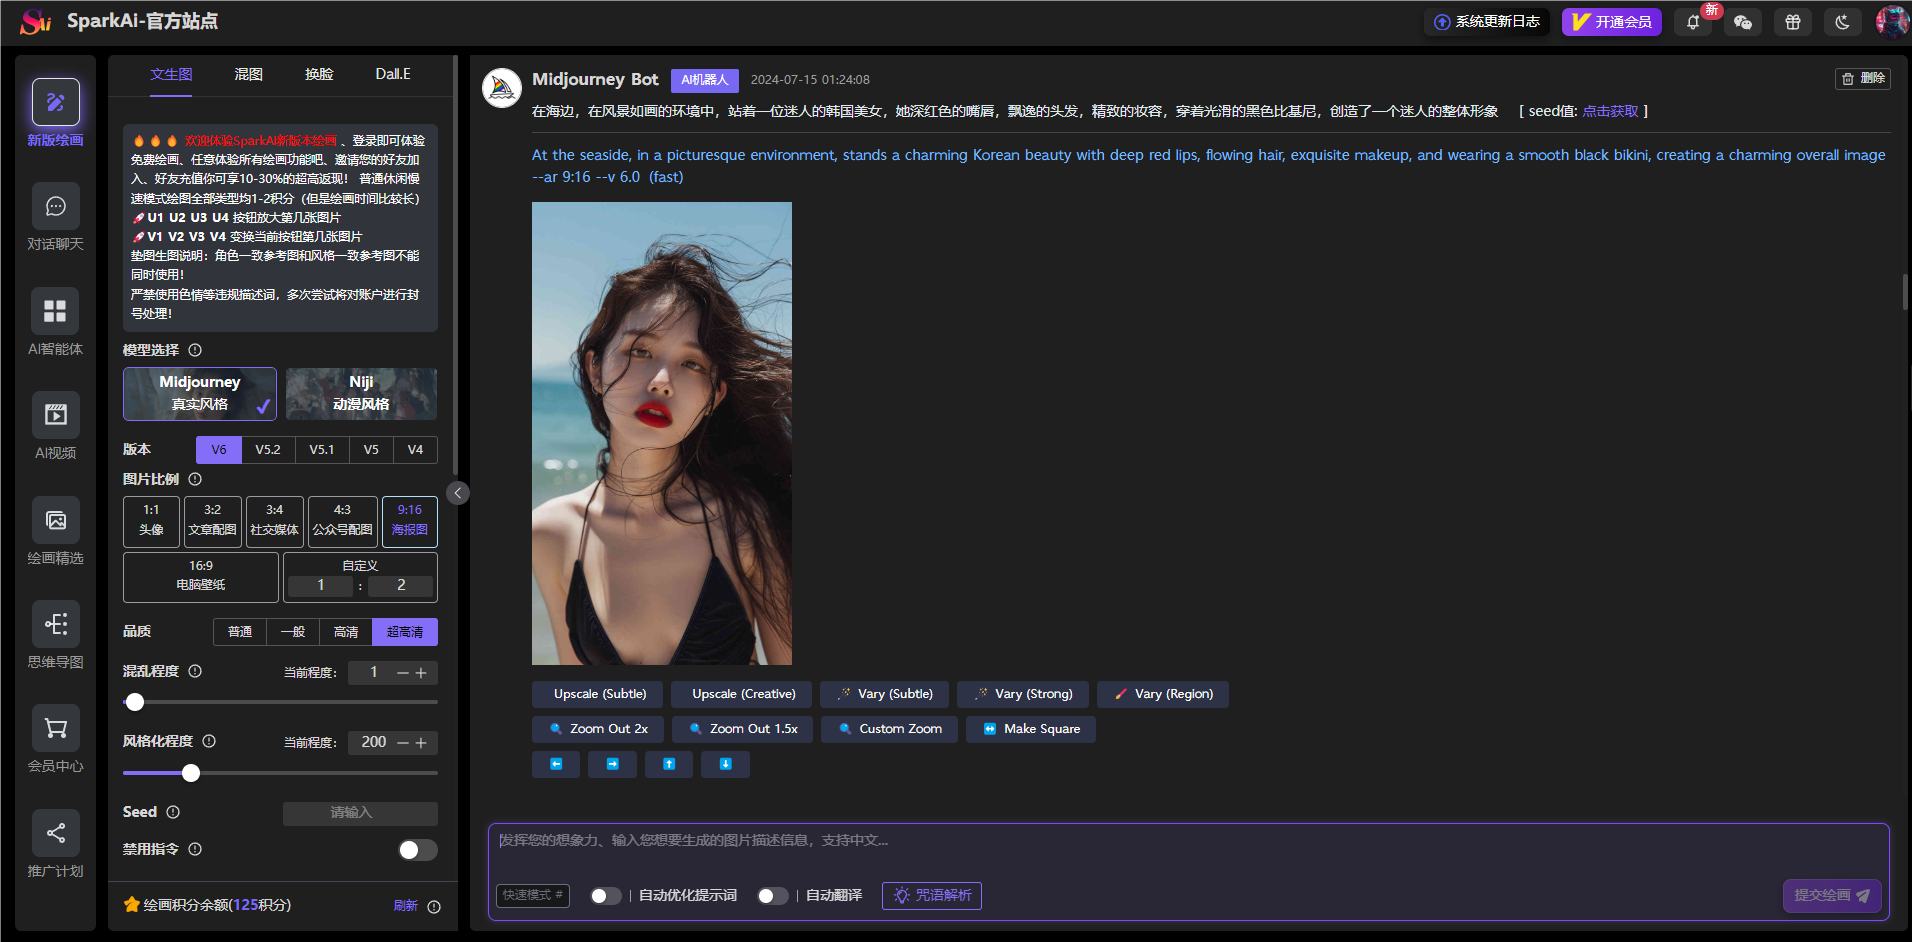 SparkAi-官方站点
系统更新日志
开通会员
新
新版绘画
对话聊天
AI智能体
AI视频
绘画精选
思维导图
会员中心
推广计划
文生图 混图 换脸 Dall.E
欢迎体验SparkAi新版本绘画 、登录即可体验
免费绘画、任意体验所有绘画功能吧、邀请您的好友加
入、好友充值你可享10-30%的超高返现！ 普通休闲慢
速模式绘图全部类型均1-2积分（但是绘画时间比较长）
U1 U2 U3 U4 按钮放大第几张图片
V1 V2 V3 V4 变换当前按钮第几张图片
垫图生图说明：角色一致参考图和风格一致参考图不能
同时使用！
严禁使用色情等违规描述词，多次尝试将对账户进行封
号处理！
模型选择
Midjourney
真实风格
Niji
动漫风格
版本 V6 V5.2 V5.1 V5 V4
图片比例
1:1 3:2 3:4 4:3 9:16
头像 文章配图 社交媒体 公众号配图 海报图
16:9 自定义
电脑壁纸 1 : 2
品质 普通 一般 高清 超高清
混乱程度 当前程度： 1 — +
风格化程度 当前程度： 200 — +
Seed 请输入
禁用指令
绘画积分余额(125积分) 刷新
Midjourney Bot AI机器人 2024-07-15 01:24:08 删除
在海边，在风景如画的环境中，站着一位迷人的韩国美女，她深红色的嘴唇，飘逸的头发，精致的妆容，穿着光滑的黑色比基尼，创造了一个迷人的整体形象 [ seed值: 点击获取 ]
At the seaside, in a picturesque environment, stands a charming Korean beauty with deep red lips, flowing hair, exquisite makeup, and wearing a smooth black bikini, creating a charming overall image
--ar 9:16 --v 6.0 (fast)
Upscale (Subtle) Upscale (Creative) Vary (Subtle) Vary (Strong) Vary (Region)
Zoom Out 2x Zoom Out 1.5x Custom Zoom Make Square
发挥您的想象力、输入您想要生成的图片描述信息，支持中文...
快速模式 # | 自动优化提示词 | 自动翻译 咒语解析 提交绘画